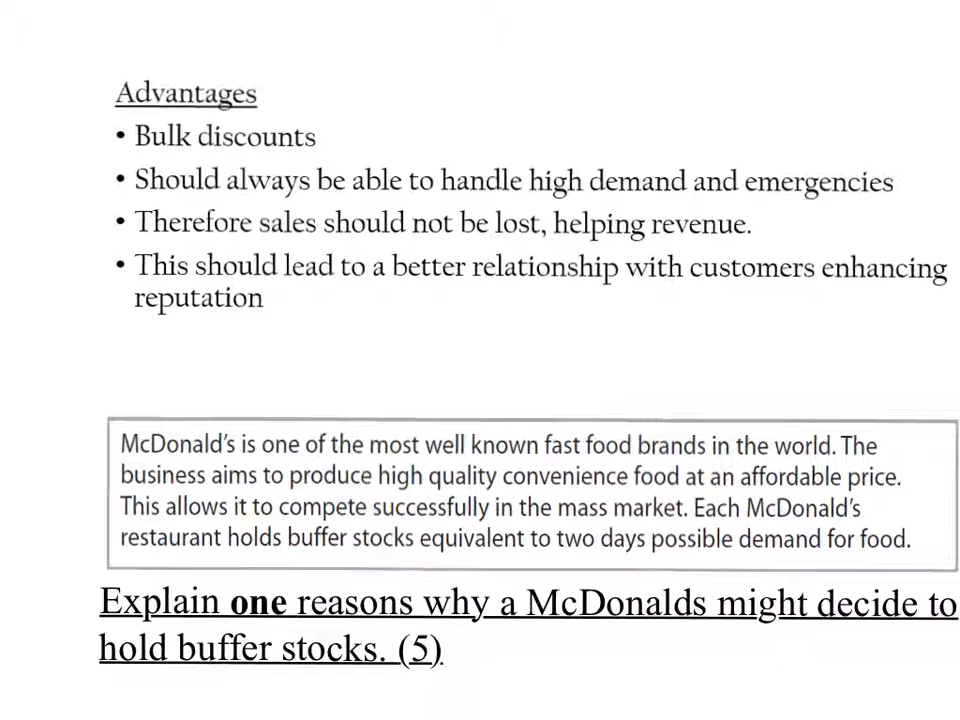 Advantages
• Bulk discounts
• Should always be able to handle high demand and emergencies
• Therefore sales should not be lost, helping revenue.
• This should lead to a better relationship with customers enhancing
reputation
McDonald's is one of the most well known fast food brands in the world. The
business aims to produce high quality convenience food at an affordable price.
This allows it to compete successfully in the mass market. Each McDonald's
restaurant holds buffer stocks equivalent to two days possible demand for food.
Explain one reasons why a McDonalds might decide to
hold buffer stocks. (5)